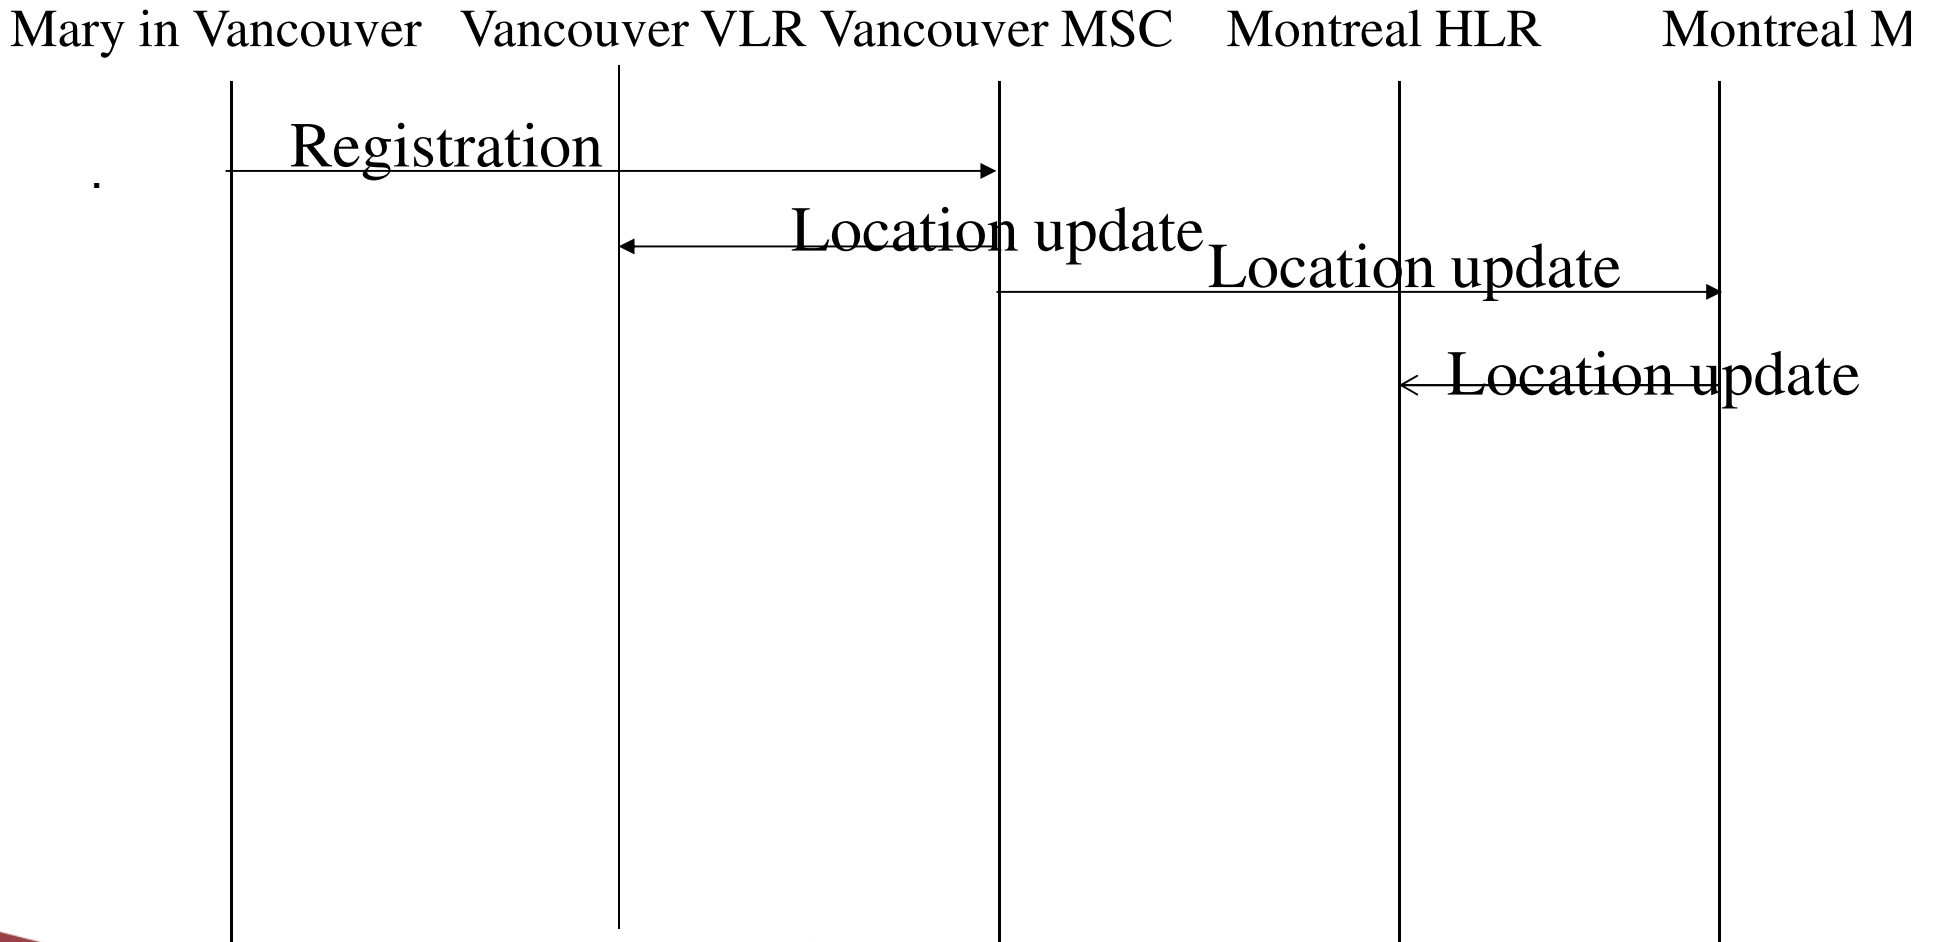 Mary in Vancouver Vancouver VLR Vancouver MSC Montreal HLR Montreal M
Registration
.
Location update
Location update
Location update